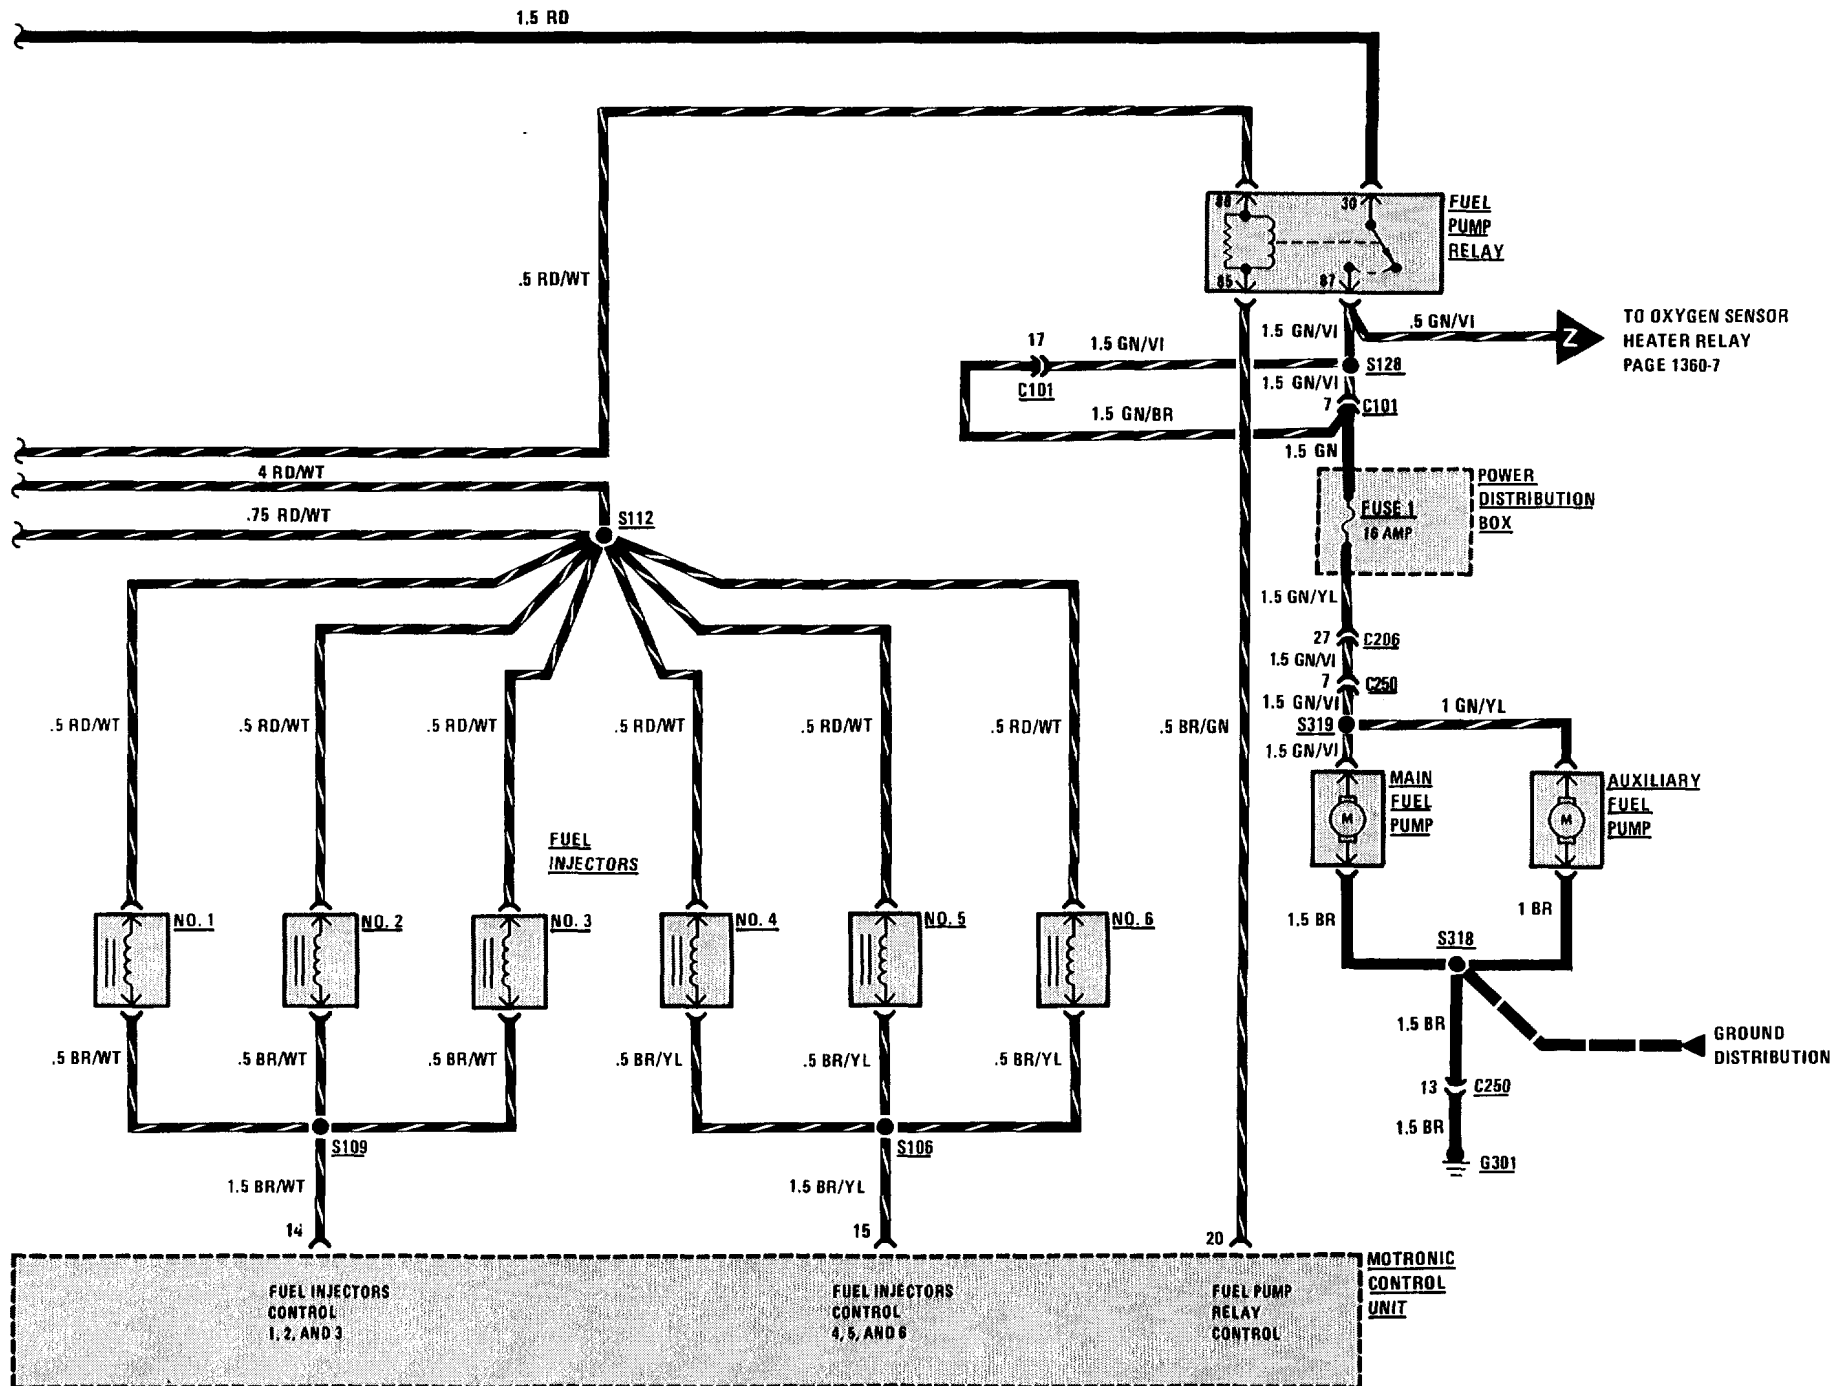 1.5 RD
FUEL
PUMP
RELAY
86
30
85
87
.5 RD/WT
1.5 GN/VI
.5 GN/VI
Z
TO OXYGEN SENSOR
HEATER RELAY
PAGE 1360-7
17
1.5 GN/VI
C101
S128
1.5 GN/VI
7
C101
1.5 GN/BR
1.5 GN
4 RD/WT
.75 RD/WT
S112
POWER
DISTRIBUTION
BOX
FUSE 1
16 AMP
1.5 GN/YL
27
C206
1.5 GN/VI
7
C250
1.5 GN/VI
S319
1 GN/YL
1.5 GN/VI
.5 RD/WT
.5 RD/WT
.5 RD/WT
.5 RD/WT
.5 RD/WT
.5 RD/WT
.5 BR/GN
MAIN
FUEL
PUMP
M
AUXILIARY
FUEL
PUMP
M
FUEL
INJECTORS
NO. 1
NO. 2
NO. 3
NO. 4
NO. 5
NO. 6
1.5 BR
1 BR
S318
.5 BR/WT
.5 BR/WT
.5 BR/WT
.5 BR/YL
.5 BR/YL
.5 BR/YL
1.5 BR
GROUND
DISTRIBUTION
13
C250
1.5 BR
G301
S109
S106
1.5 BR/WT
1.5 BR/YL
14
15
20
MOTRONIC
CONTROL
UNIT
FUEL INJECTORS
CONTROL
1, 2, AND 3
FUEL INJECTORS
CONTROL
4, 5, AND 6
FUEL PUMP
RELAY
CONTROL